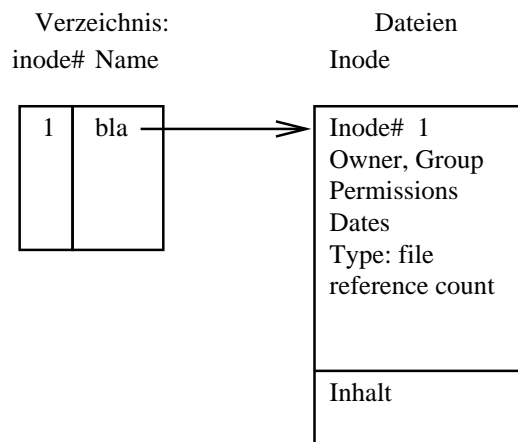 Verzeichnis:
inode# Name
1 bla
Dateien
Inode
Inode# 1
Owner, Group
Permissions
Dates
Type: file
reference count
Inhalt